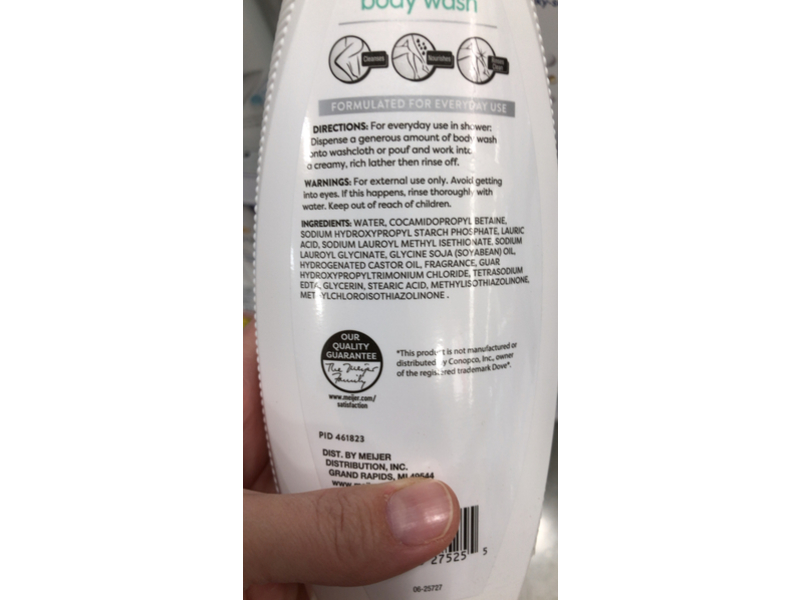 body wash
Cleanses
Nourishes
Clean
FORMULATED FOR EVERYDAY USE
DIRECTIONS: For everyday use in shower:
Dispense a generous amount of body wash
onto washcloth or pouf and work into
a creamy, rich lather then rinse off.
WARNINGS: For external use only. Avoid getting
into eyes. If this happens, rinse thoroughly with
water. Keep out of reach of children.
INGREDIENTS: WATER, COCAMIDOPROPYL BETAINE,
SODIUM HYDROXYPROPYL STARCH PHOSPHATE, LAURIC
ACID, SODIUM LAUROYL METHYL ISETHIONATE, SODIUM
LAUROYL GLYCINATE, GLYCINE SOJA (SOYABEAN) OIL,
HYDROGENATED CASTOR OIL, FRAGRANCE, GUAR
HYDROXYPROPYLTRIMONIUM CHLORIDE, TETRASODIUM
EDTA, GLYCERIN, STEARIC ACID, METHYLISOTHIAZOLINONE,
METHYLCHLOROISOTHIAZOLINONE.
OUR
QUALITY
GUARANTEE
The Meijer
Family
www.meijer.com/
satisfaction
*This product is not manufactured or
distributed by Conopco, Inc., owner
of the registered trademark Dove*.
PID 461823
DIST. BY MEIJER
DISTRIBUTION, INC.
GRAND RAPIDS, MI 49544
27525 5
06-25727